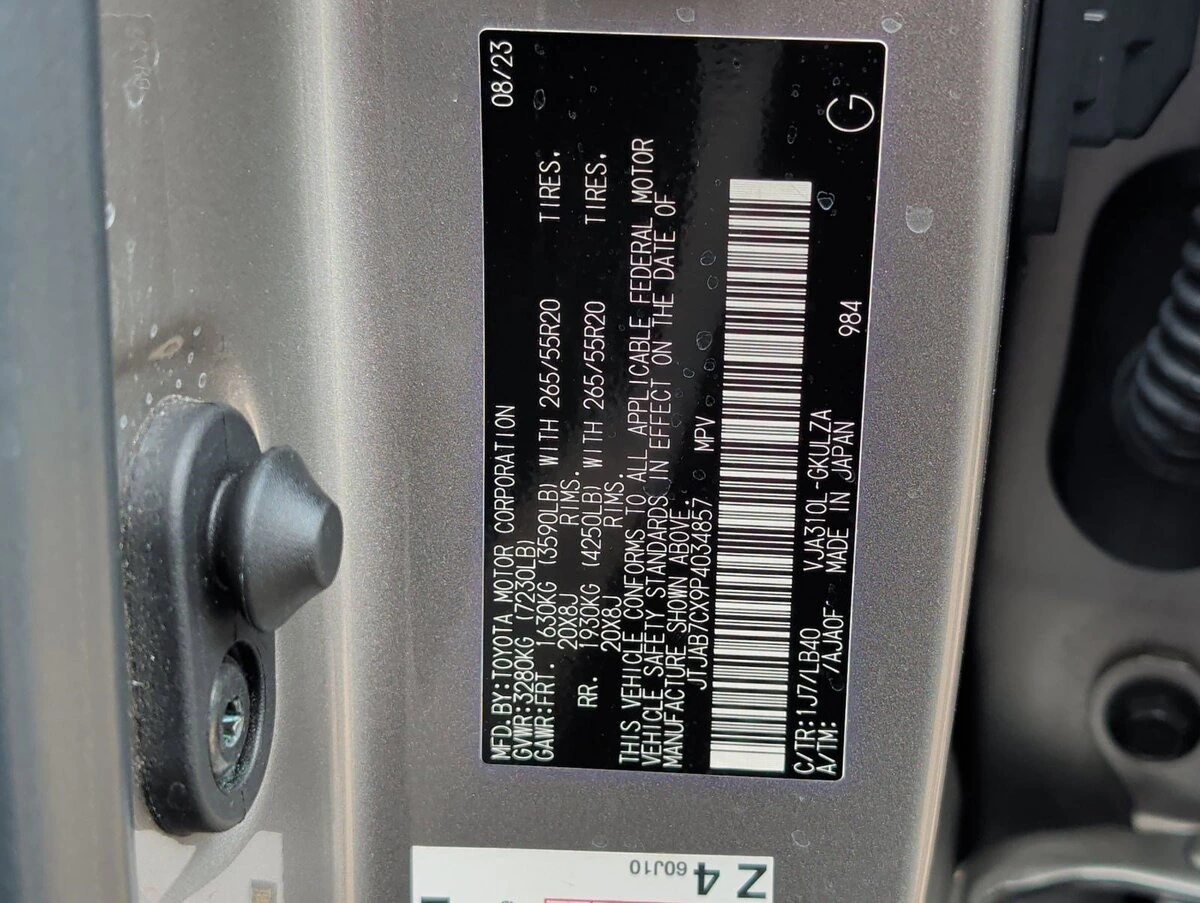 MFD.BY:TOYOTA MOTOR CORPORATION 08/23
GVWR:3280KG (7230LB)
GAWR:FRT. 1630KG (3590LB) WITH 265/55R20 TIRES,
20X8J RIMS.
RR. 1930KG (4250LB) WITH 265/55R20 TIRES,
20X8J RIMS.
THIS VEHICLE CONFORMS TO ALL APPLICABLE FEDERAL MOTOR
VEHICLE SAFETY STANDARDS IN EFFECT ON THE DATE OF
MANUFACTURE SHOWN ABOVE.
JTJAB7CX9P4034857 MPV
C/TR:1J7/LB40 VJA310L-GKULZA 984
A/TM: -/AJA0F MADE IN JAPAN
G
Z 4 60J10